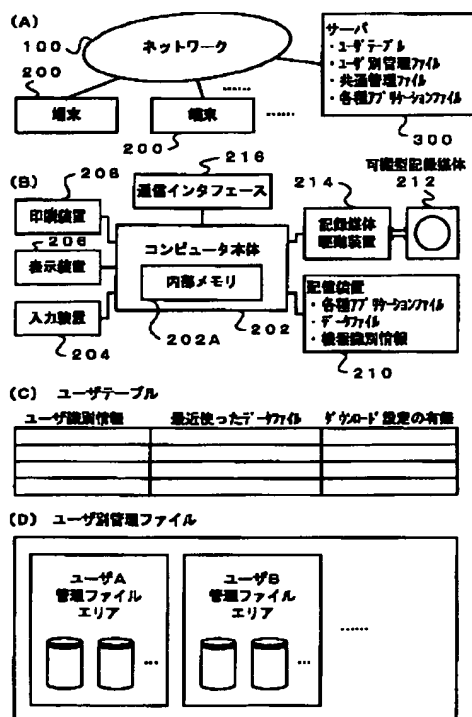 (A)
ネットワーク
100
200
端末
端末
200
サーバ
・ユーザテーブル
・ユーザ別管理ファイル
・共通管理ファイル
・各種アプリケーションファイル
300
(B)
216
通信インタフェース
208
印刷装置
206
表示装置
入力装置
204
コンピュータ本体
内部メモリ
202A
202
可搬型記録媒体
214
212
記録媒体
駆動装置
記憶装置
・各種アプリケーションファイル
・データファイル
・機器識別情報
210
(C) ユーザテーブル
ユーザ識別情報 最近使ったデータファイル ダウンロード設定の有無
(D) ユーザ別管理ファイル
ユーザA
管理ファイル
エリア
...
ユーザB
管理ファイル
エリア
...
……